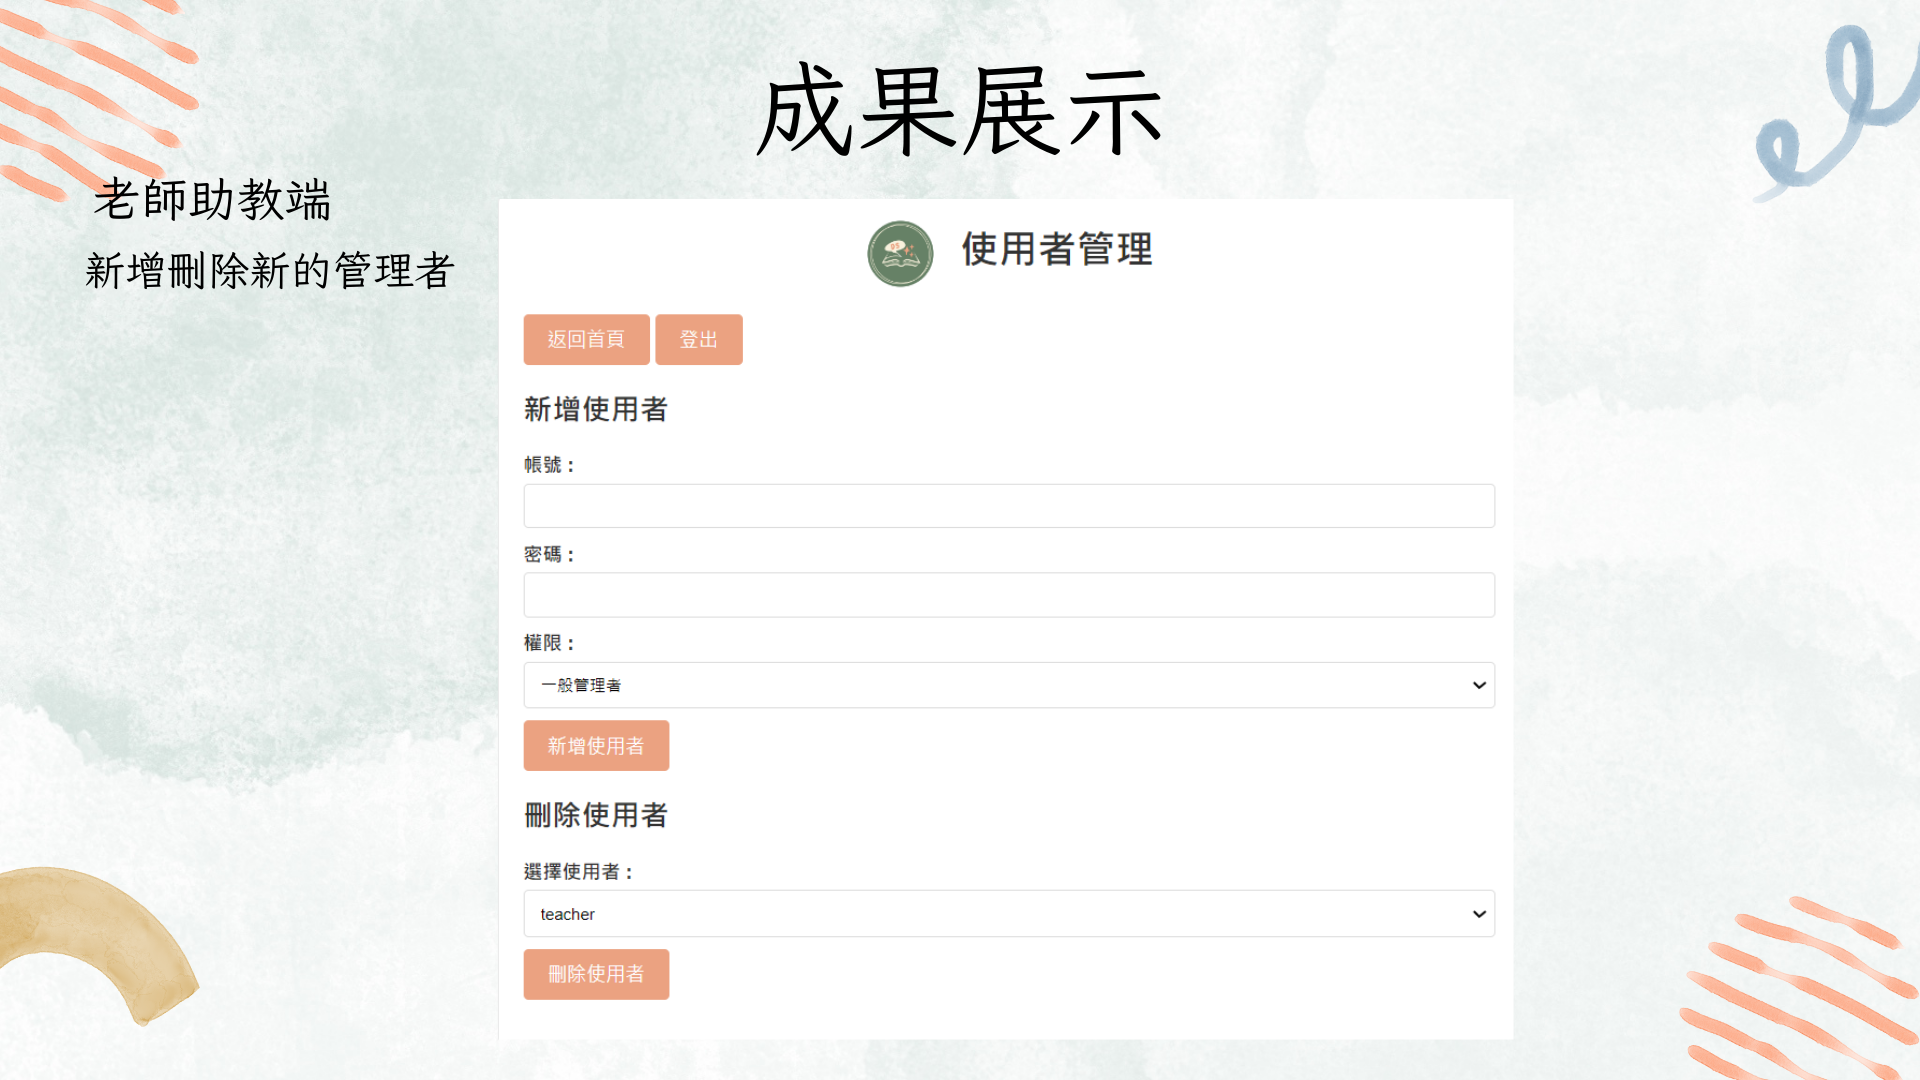 成果展示
老師助教端
新增刪除新的管理者
使用者管理
返回首頁 登出
新增使用者
帳號：
密碼：
權限：
一般管理者
新增使用者
刪除使用者
選擇使用者：
teacher
刪除使用者